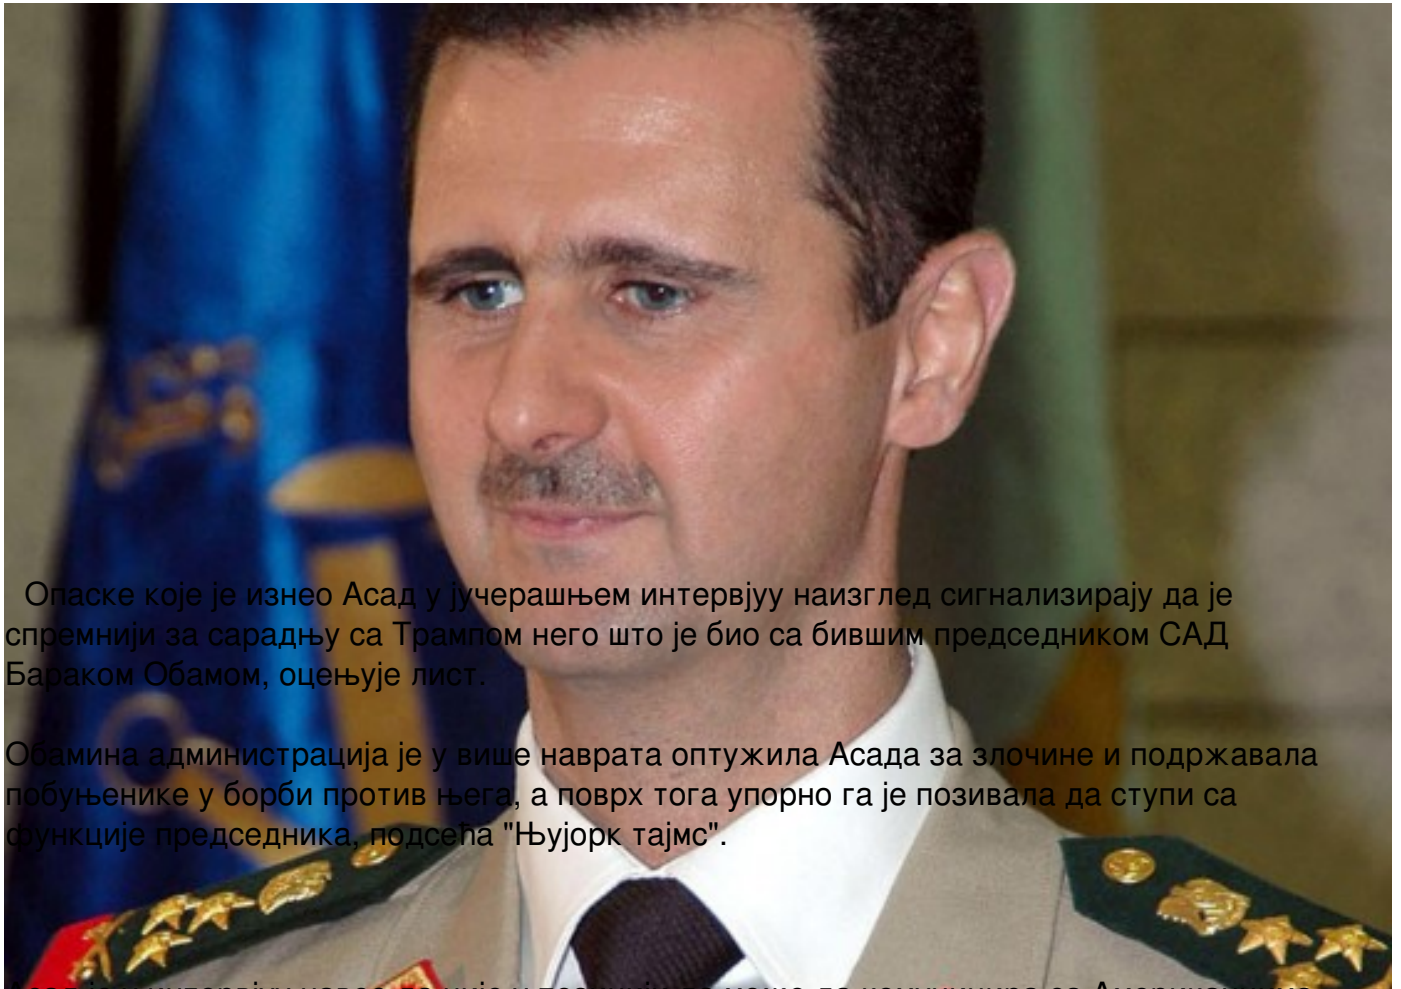 Опаске које је изнео Асад у јучерашњем интервјуу наизглед сигнализирају да је
спремнији за сарадњу са Трампом него што је био са бившим председником САД
Бараком Обамом, оцењује лист.
Обамина администрација је у више наврата оптужила Асада за злочине и подржавала
побуњенике у борби против њега, а поврх тога упорно га је позивала да ступи са
функције председника, подсећа "Њујорк тајмс".